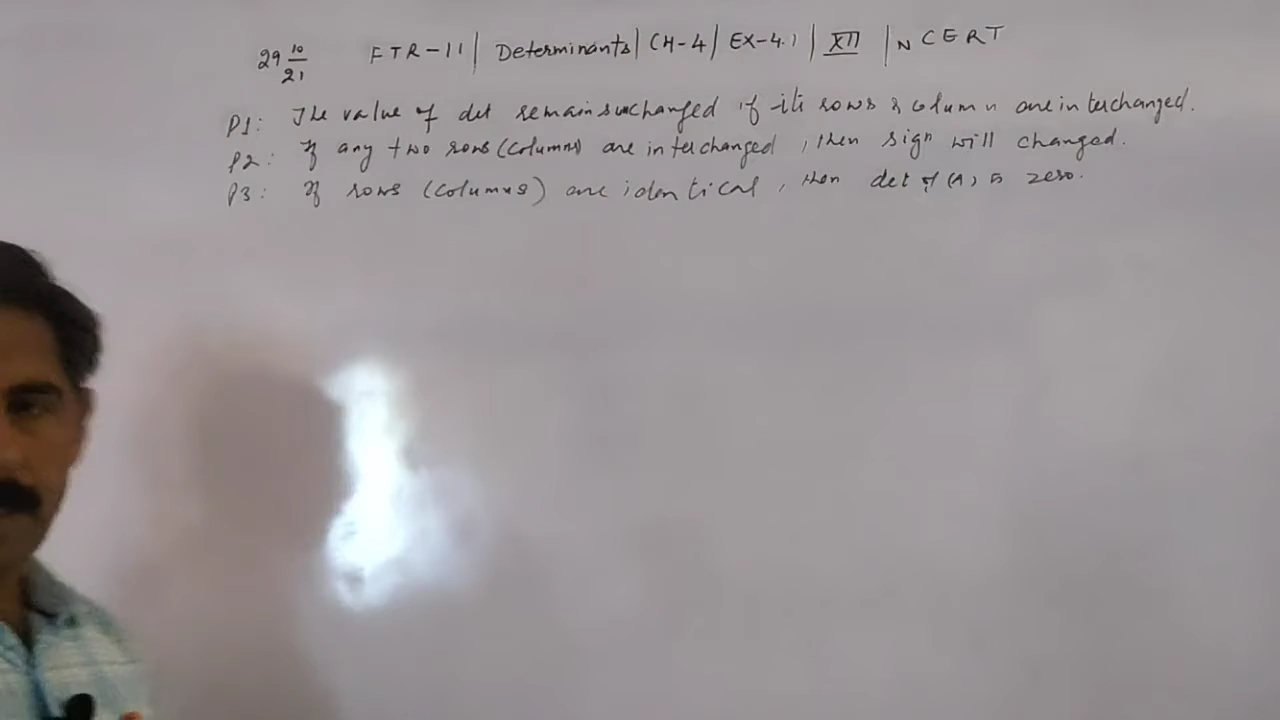 29 10/21 FTR-11 | Determinants | CH-4 | EX-4.1 | XII | NCERT
P1: The value of det remains unchanged if its rows & column are interchanged.
P2: If any two rows (columns) are interchanged, then sign will changed.
P3: If rows (columns) are identical, then det of (A) is zero.